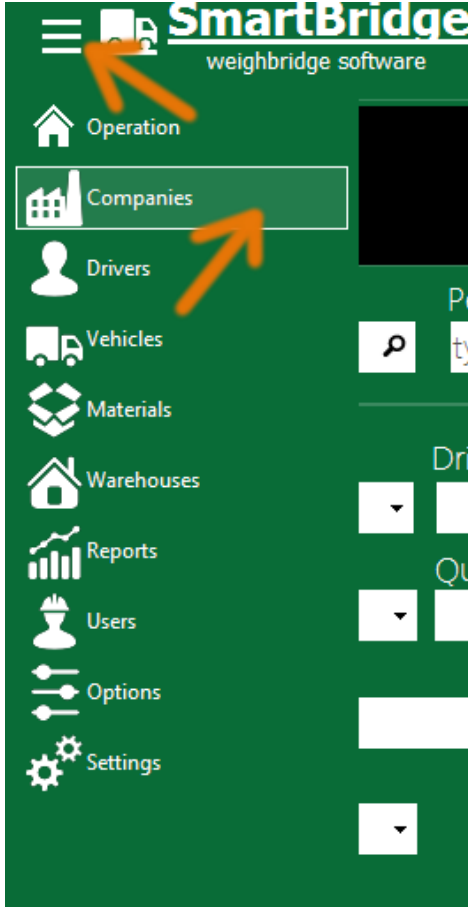 SmartBridge
weighbridge software
Operation
Companies
Drivers
Vehicles
Materials
Warehouses
Reports
Users
Options
Settings